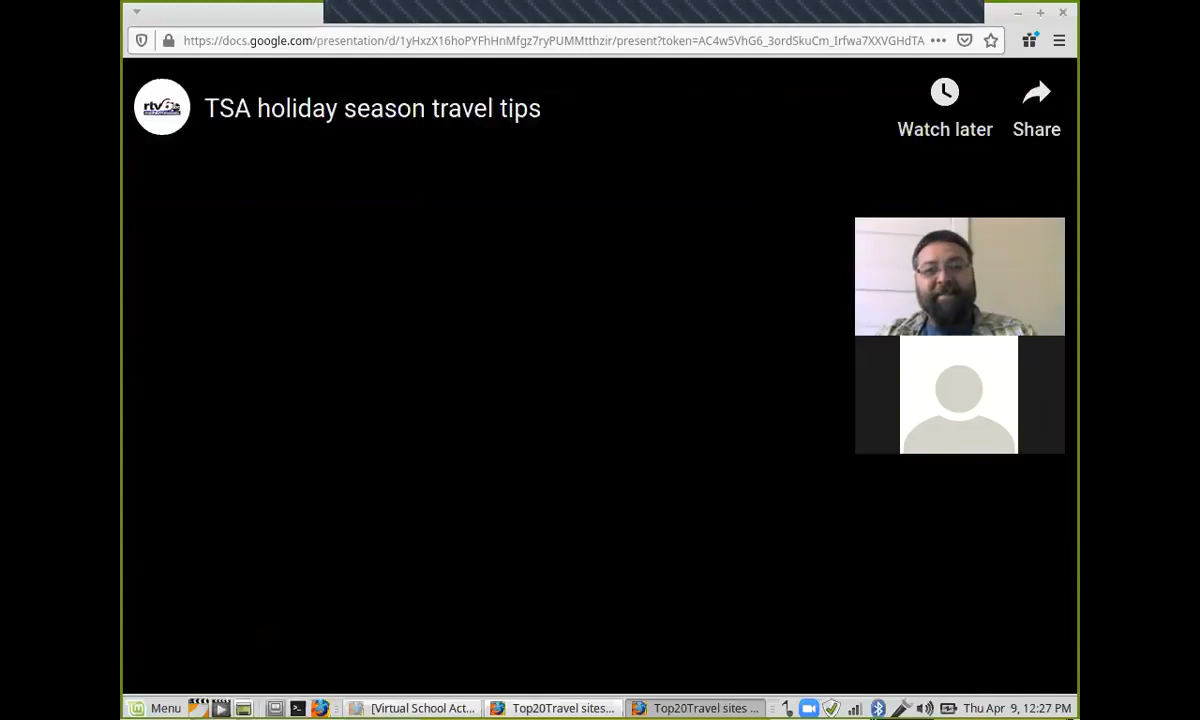 https://docs.google.com/presentation/d/1yHxzX16hoPYFhHnMfgz7ryPUMMtthzir/present?token=AC4w5VhG6_3ordSkuCm_Irfwa7XXVGHdTA
rtv6
TSA holiday season travel tips
Watch later
Share
Menu
[Virtual School Act...
Top20Travel sites...
Top20Travel sites ...
Thu Apr 9, 12:27 PM